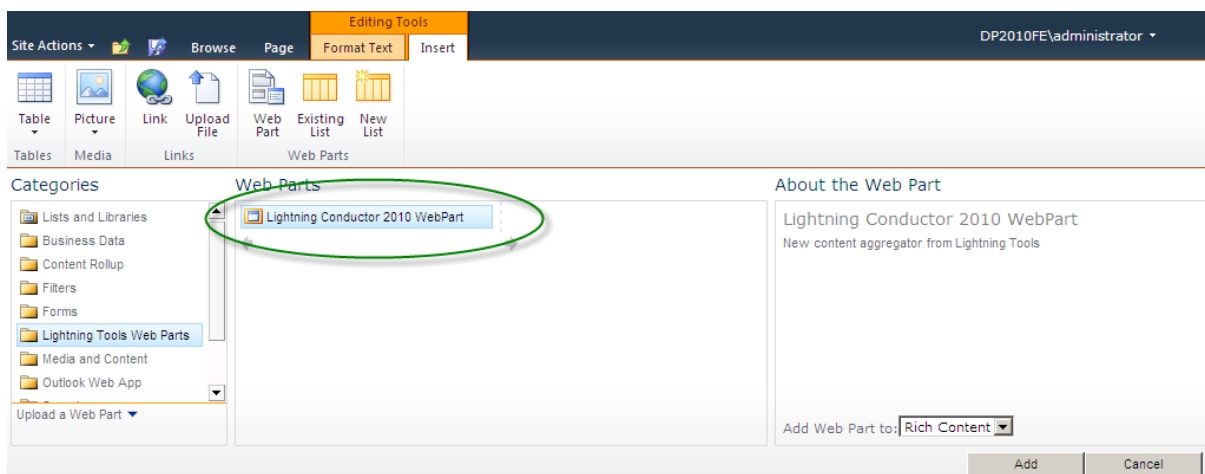 Editing Tools
Site Actions Browse Page Format Text Insert DP2010FE\administrator
Table Picture Link Upload File Web Part Existing List New List
Tables Media Links Web Parts
Categories Web Parts About the Web Part
Lists and Libraries
Business Data
Content Rollup
Filters
Forms
Lightning Tools Web Parts
Media and Content
Outlook Web App
Upload a Web Part
Lightning Conductor 2010 WebPart
Lightning Conductor 2010 WebPart
New content aggregator from Lightning Tools
Add Web Part to: Rich Content
Add Cancel